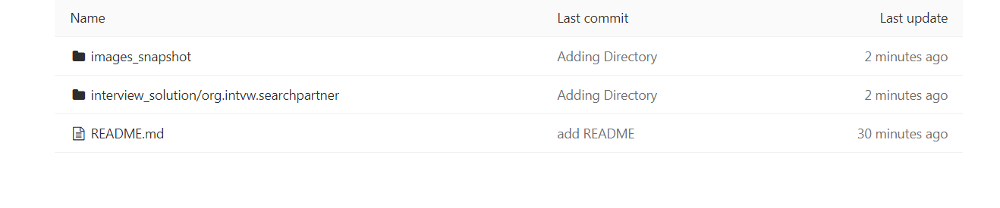 Name Last commit Last update
images_snapshot Adding Directory 2 minutes ago
interview_solution/org.intvw.searchpartner Adding Directory 2 minutes ago
README.md add README 30 minutes ago